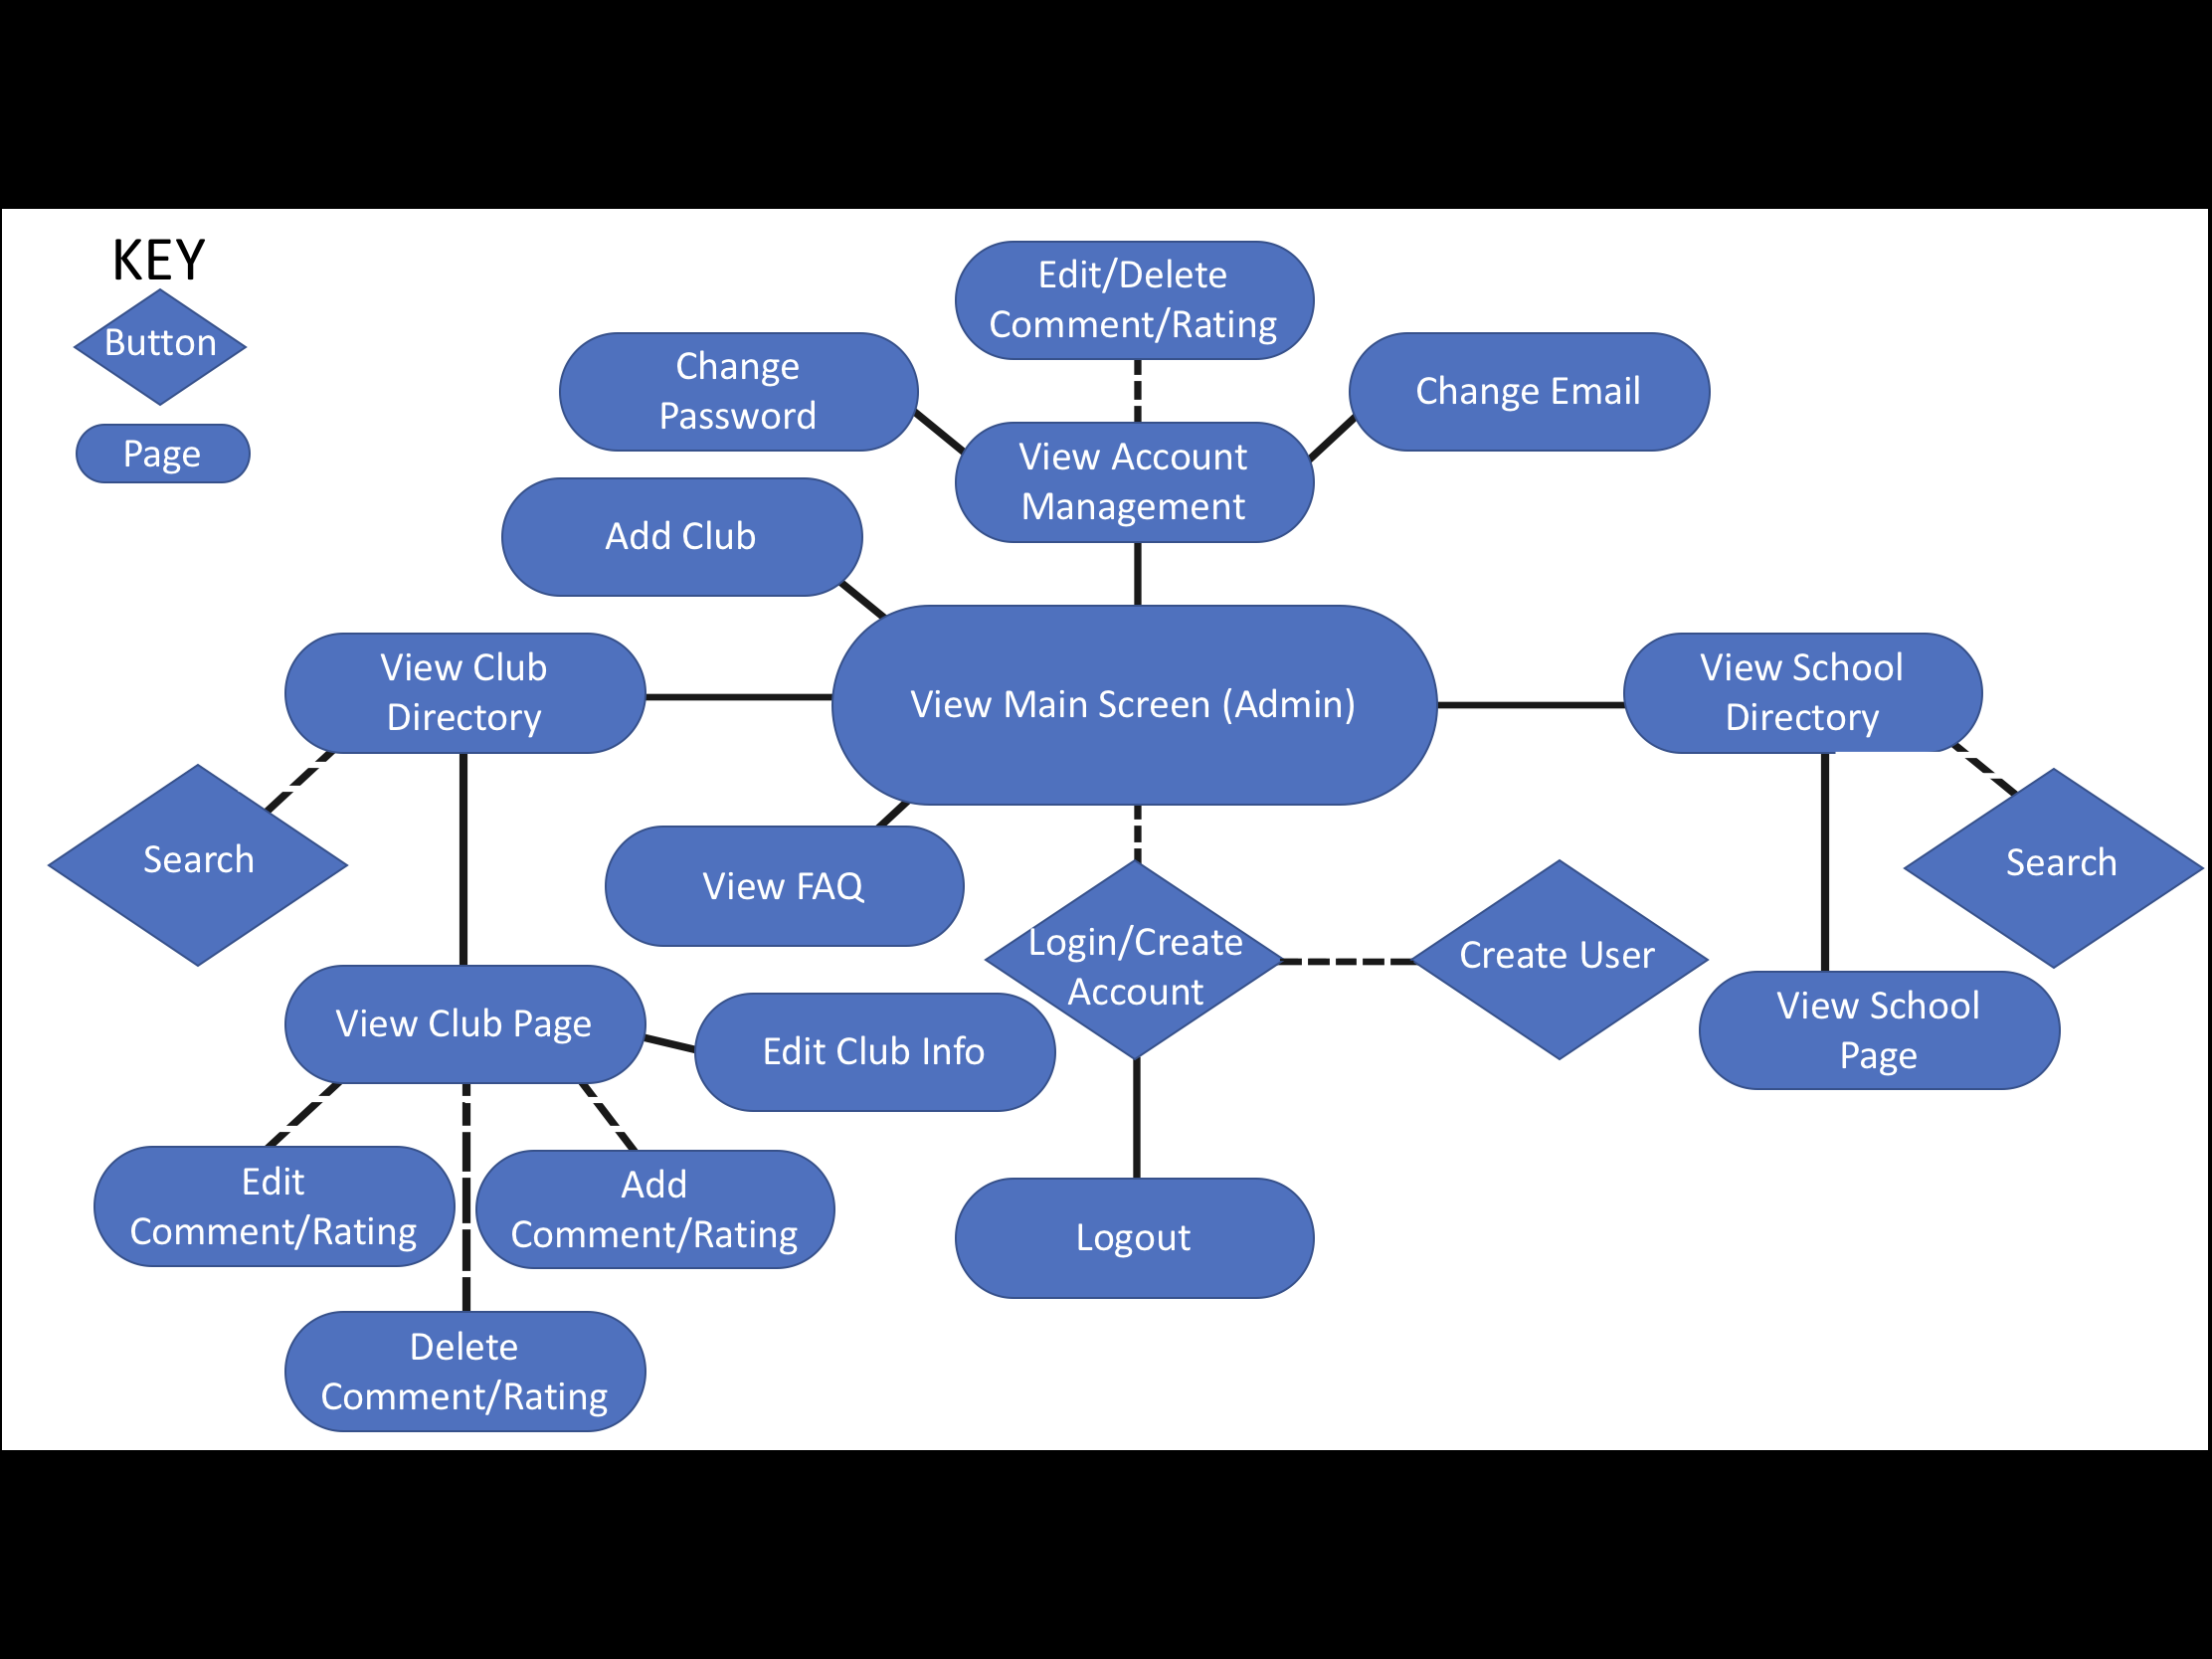 KEY
Button
Page
Edit/Delete
Comment/Rating
Change
Password
Change Email
View Account
Management
Add Club
View Club
Directory
View Main Screen (Admin)
View School
Directory
Search
View FAQ
Login/Create
Account
Create User
Search
View Club Page
Edit Club Info
View School
Page
Edit
Comment/Rating
Add
Comment/Rating
Logout
Delete
Comment/Rating